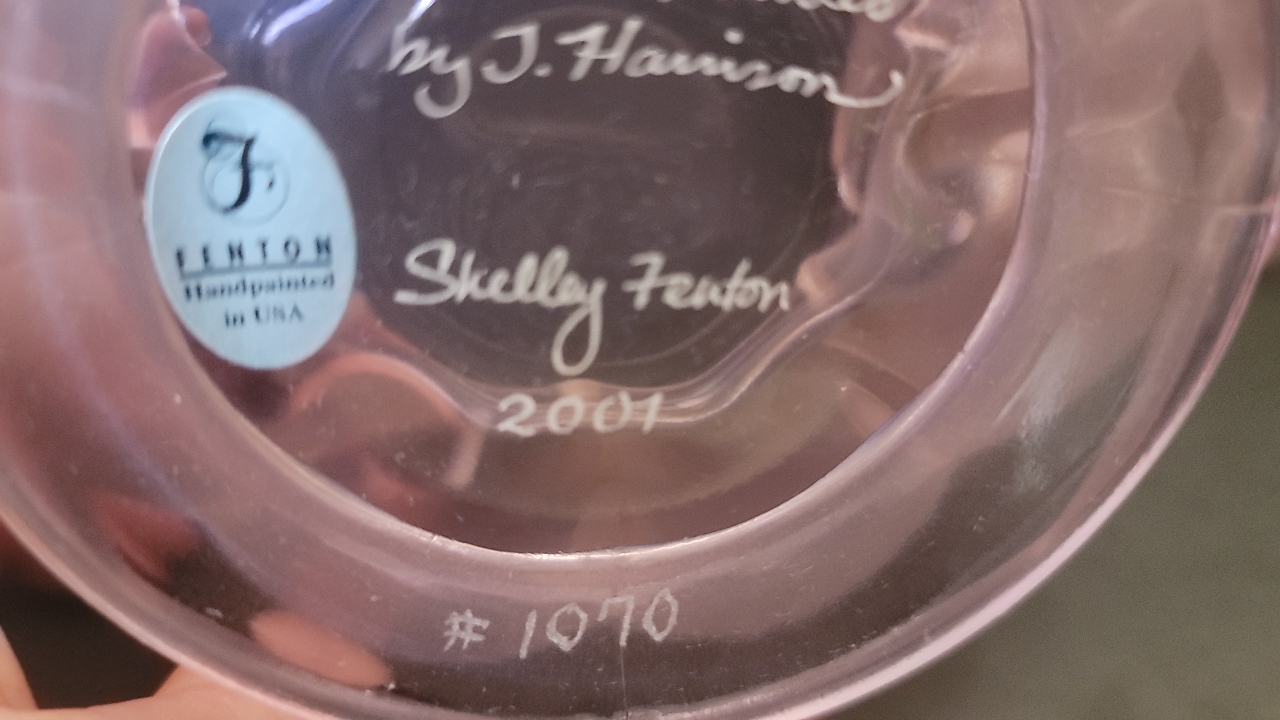 by J. Harrison
F
FENTON
Handpainted
in USA
Shelley Fenton
2001
# 1070